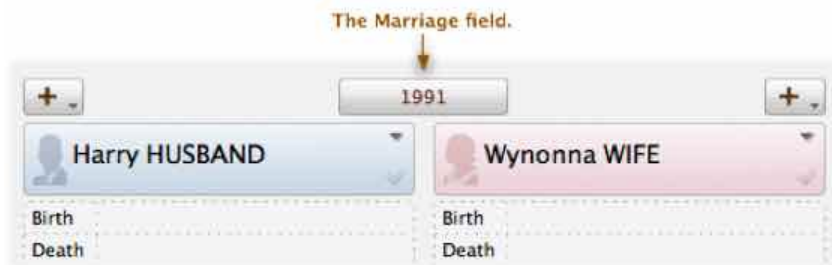 The Marriage field.
+ 1991 +
Harry HUSBAND Wynonna WIFE
Birth Birth
Death Death